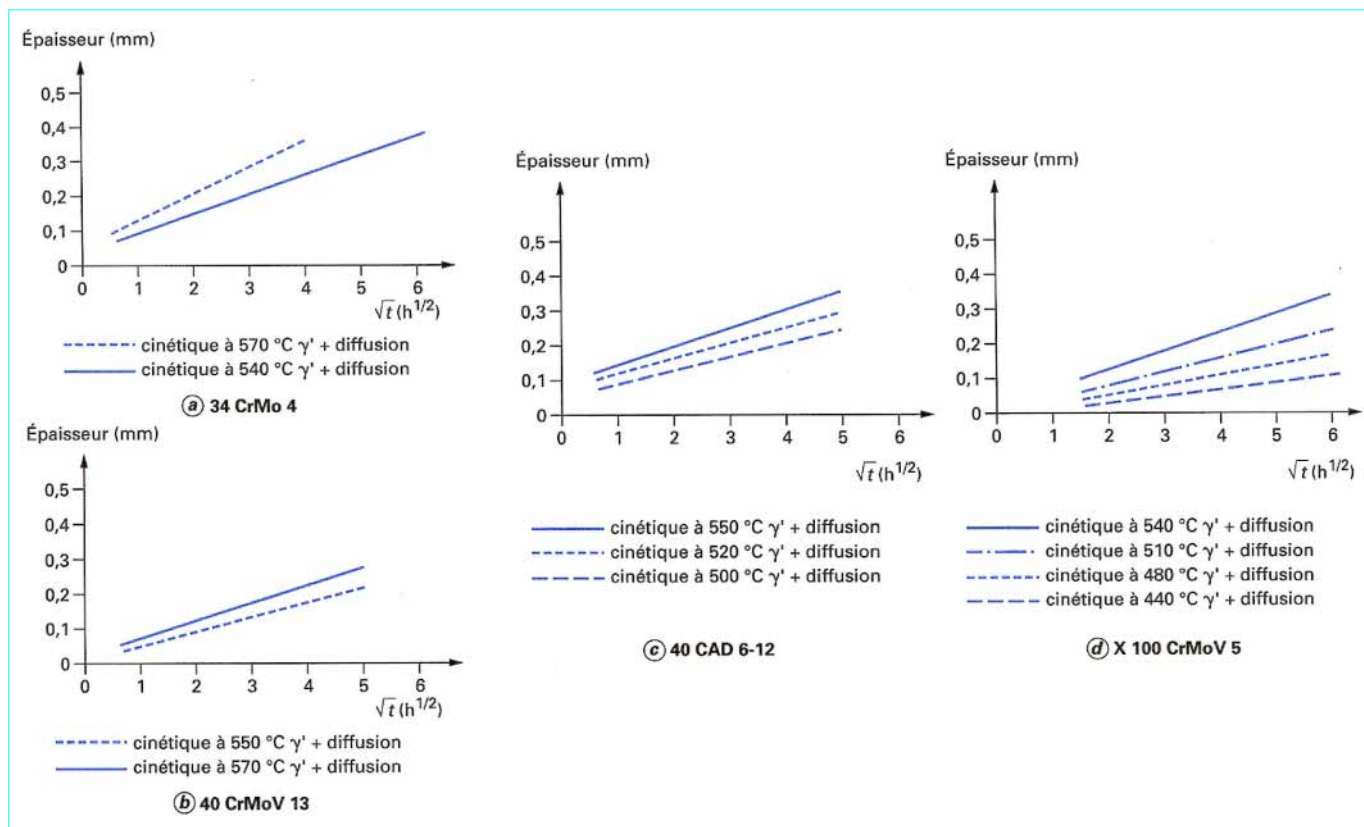 Épaisseur (mm)
0,5
0,4
0,3
0,2
0,1
0
0 1 2 3 4 5 6
√t (h^1/2)
cinétique à 570 °C γ' + diffusion
cinétique à 540 °C γ' + diffusion
ⓐ 34 CrMo 4
Épaisseur (mm)
0,5
0,4
0,3
0,2
0,1
0
0 1 2 3 4 5 6
√t (h^1/2)
cinétique à 550 °C γ' + diffusion
cinétique à 570 °C γ' + diffusion
ⓑ 40 CrMoV 13
Épaisseur (mm)
0,5
0,4
0,3
0,2
0,1
0
0 1 2 3 4 5 6
√t (h^1/2)
cinétique à 550 °C γ' + diffusion
cinétique à 520 °C γ' + diffusion
cinétique à 500 °C γ' + diffusion
ⓒ 40 CAD 6-12
Épaisseur (mm)
0,5
0,4
0,3
0,2
0,1
0
0 1 2 3 4 5 6
√t (h^1/2)
cinétique à 540 °C γ' + diffusion
cinétique à 510 °C γ' + diffusion
cinétique à 480 °C γ' + diffusion
cinétique à 440 °C γ' + diffusion
ⓓ X 100 CrMoV 5